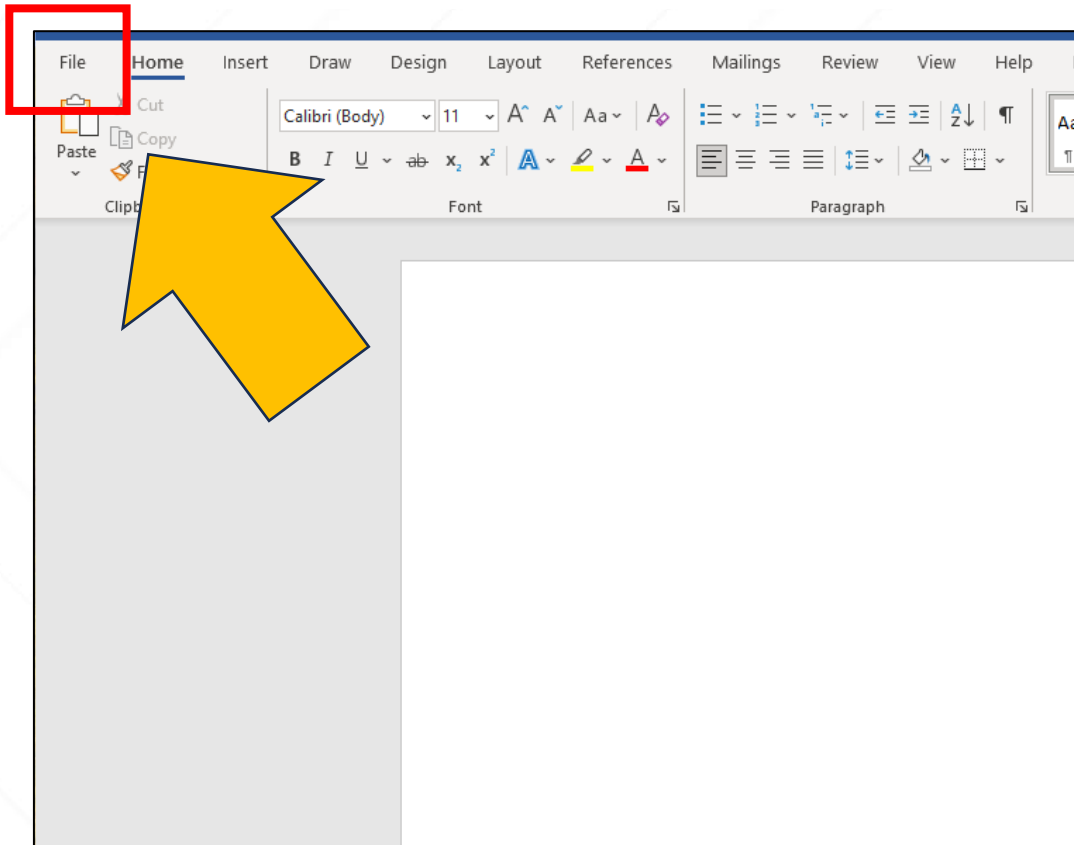 File Home Insert Draw Design Layout References Mailings Review View Help
Cut
Calibri (Body) 11 Aa
Copy
Paste
B I U ab x₂ x² A A
Clipb Font Paragraph